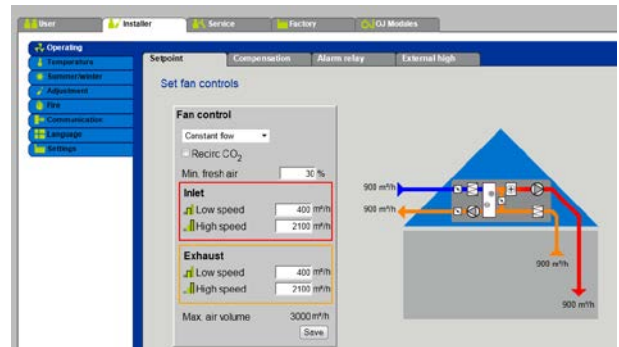 User Installer Service Factory OJ Modules
Operating
Temperature
Summer/winter
Adjustment
Fire
Communication
Language
Settings
Setpoint Compensation Alarm relay External high
Set fan controls
Fan control
Constant flow
Recirc CO2
Min. fresh air 30 %
Inlet
Low speed 400 m³/h
High speed 2100 m³/h
Exhaust
Low speed 400 m³/h
High speed 2100 m³/h
Max. air volume 3000 m³/h
Save
900 m³/h
900 m³/h
900 m³/h
900 m³/h